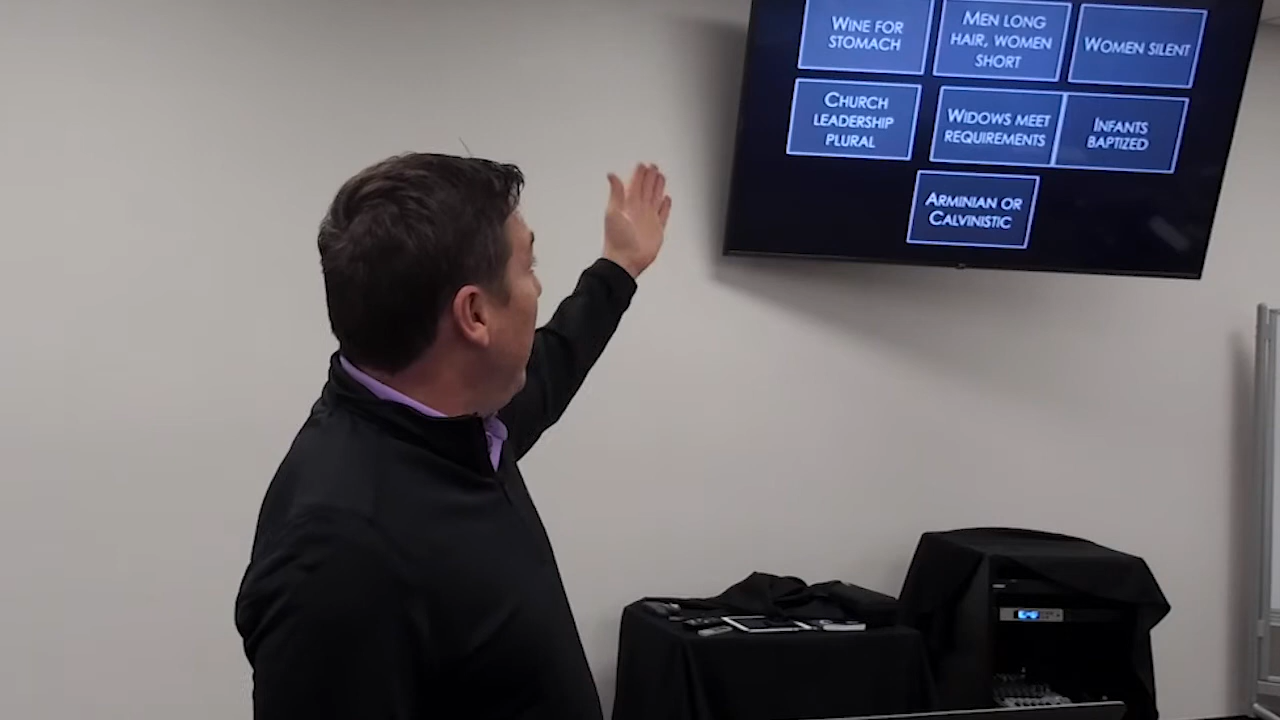 WINE FOR
STOMACH
MEN LONG
HAIR, WOMEN
SHORT
WOMEN SILENT
CHURCH
LEADERSHIP
PLURAL
WIDOWS MEET
REQUIREMENTS
INFANTS
BAPTIZED
ARMINIAN OR
CALVINISTIC